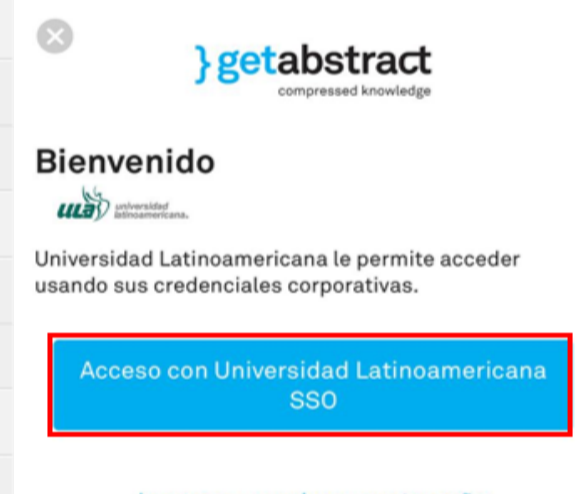 }getabstract
compressed knowledge
Bienvenido
ula universidad
latinoamericana.
Universidad Latinoamericana le permite acceder
usando sus credenciales corporativas.
Acceso con Universidad Latinoamericana
SSO